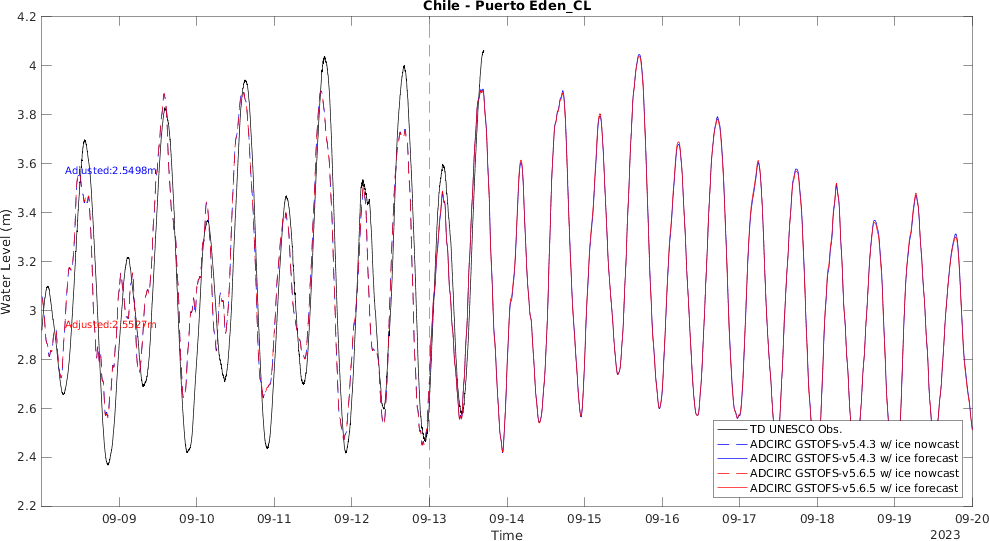 Chile - Puerto Eden_CL
4.2
4
3.8
3.6
3.4
3.2
3
2.8
2.6
2.4
2.2
Water Level (m)
Adjusted:2.5498m
Adjusted:2.5527m
TD UNESCO Obs.
ADCIRC GSTOFS-v5.4.3 w/ ice nowcast
ADCIRC GSTOFS-v5.4.3 w/ ice forecast
ADCIRC GSTOFS-v5.6.5 w/ ice nowcast
ADCIRC GSTOFS-v5.6.5 w/ ice forecast
09-09 09-10 09-11 09-12 09-13 09-14 09-15 09-16 09-17 09-18 09-19 09-20
Time
2023